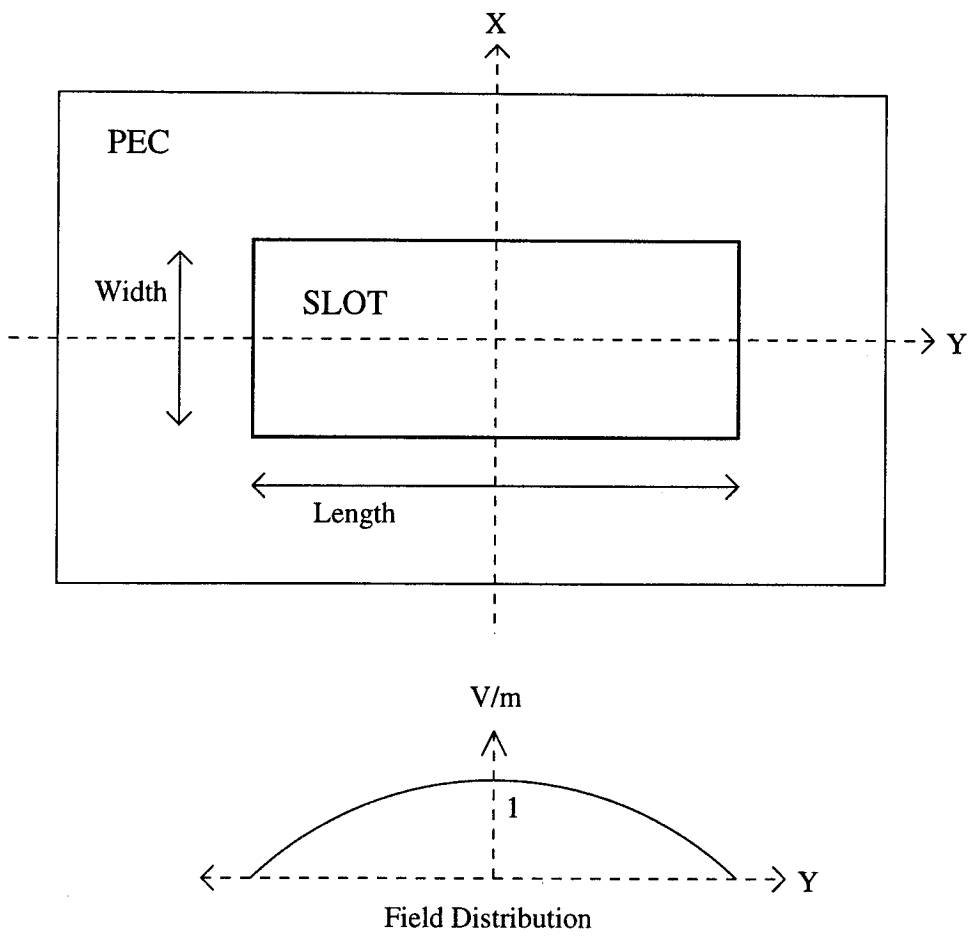 X
PEC
Width
SLOT
Y
Length
V/m
1
Y
Field Distribution